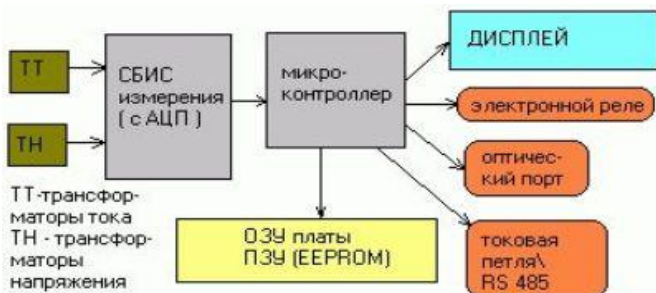 ТТ
ТН
ТТ-трансфор-
маторы тока
ТН - трансфор-
маторы
напряжения
СБИС
измерения
( с АЦП )
микро-
контроллер
ОЗУ платы
ПЗУ (EEPROM)
ДИСПЛЕЙ
электронной реле
оптичес-
кий порт
токовая
петля\
RS 485